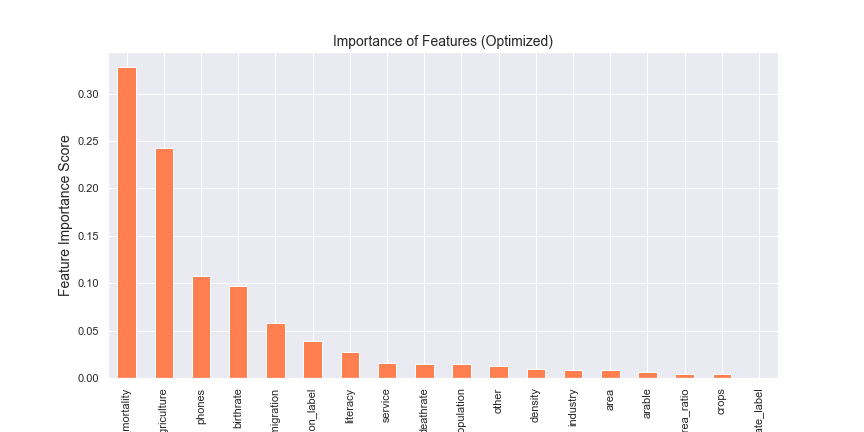 Importance of Features (Optimized)
Feature Importance Score
0.30
0.25
0.20
0.15
0.10
0.05
0.00
mortality
griculture
phones
birthrate
migration
on_label
literacy
service
deathrate
opulation
other
density
industry
area
arable
rea_ratio
crops
ate_label